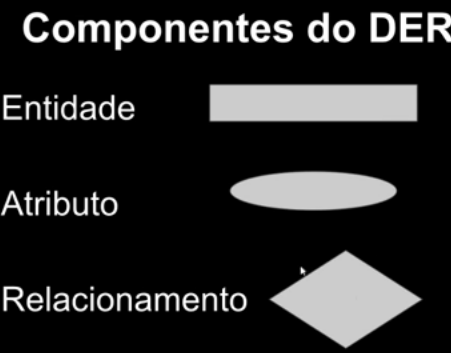 Componentes do DER
Entidade
Atributo
Relacionamento